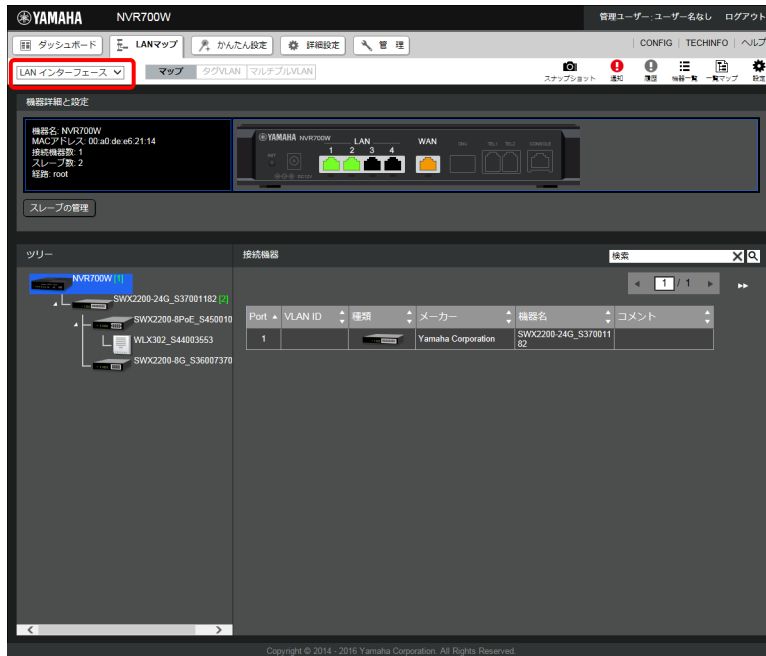 YAMAHA NVR700W 管理ユーザー: ユーザー名なし ログアウト
ダッシュボード LANマップ かんたん設定 詳細設定 管 理 CONFIG TECHINFO ヘルプ
LAN インターフェース マップ タグVLAN マルチプルVLAN スナップショット 通知 履歴 機器一覧 一覧マップ 設定
機器詳細と設定
機器名: NVR700W
MACアドレス: 00:a0:de:e6:21:14
接続機器数: 1
スレーブ数: 2
経路: root
YAMAHA NVR700W LAN WAN ONU TEL1 TEL2 CONSOLE
1 2 3 4
スレーブの管理
ツリー
NVR700W [1]
SWX2200-24G_S37001182 [2]
SWX2200-8PoE_S450010
WLX302_S44003553
SWX2200-8G_S36007370
接続機器 検索
1 / 1
Port VLAN ID 種類 メーカー 機器名 コメント
1 Yamaha Corporation SWX2200-24G_S370011
82
Copyright © 2014 - 2016 Yamaha Corporation. All Rights Reserved.